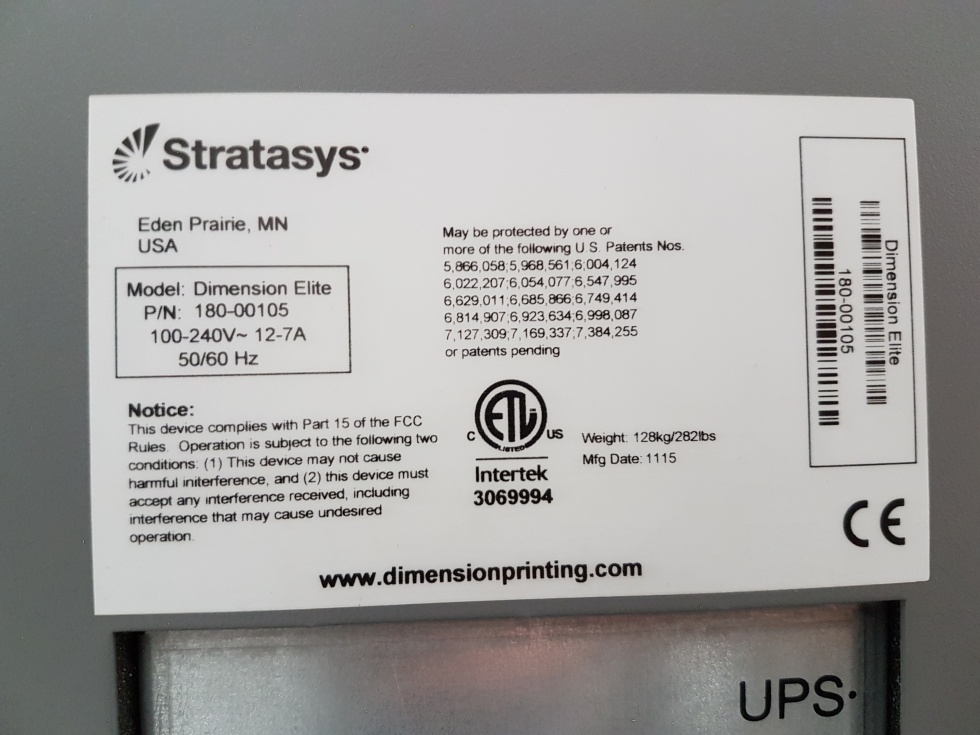 Stratasys
Eden Prairie, MN
USA
Model: Dimension Elite
P/N: 180-00105
100-240V~ 12-7A
50/60 Hz
Notice:
This device complies with Part 15 of the FCC
Rules. Operation is subject to the following two
conditions: (1) This device may not cause
harmful initerference, and (2) this device must
accept any interference received, including
interference that may cause undesired
operation.
May be protected by one or
more of the following U.S. Patents Nos.
5,866,058;5,968,561;6,004,124
6,022,207;6,054,077;6,547,995
6,629,011;6,685,866;6,749,414
6,814,907;6,923,634;6,998,087
7,127,309;7,169,337;7,384,255
or patents pending
ETL
LISTED
C US
Intertek
3069994
Weight: 128kg/282lbs
Mfg Date: 1115
Dimension Elite
180-00105
CE
www.dimensionprinting.com
UPS